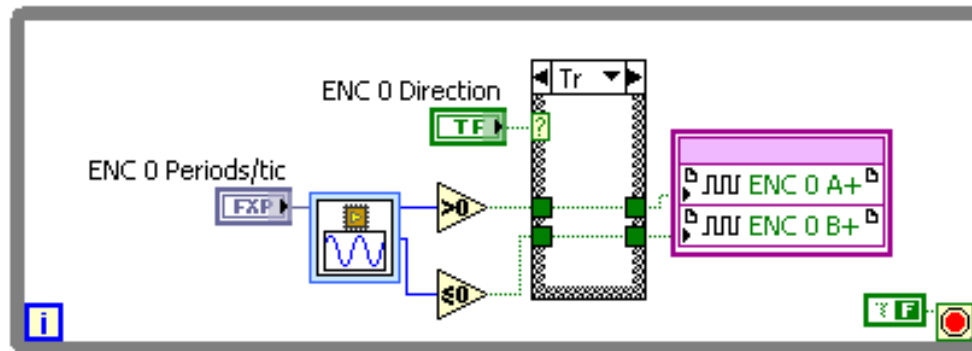 Tr
ENC 0 Direction
TF
?
ENC 0 Periods/tic
FXP
>0
ENC 0 A+
ENC 0 B+
≤0
i
F